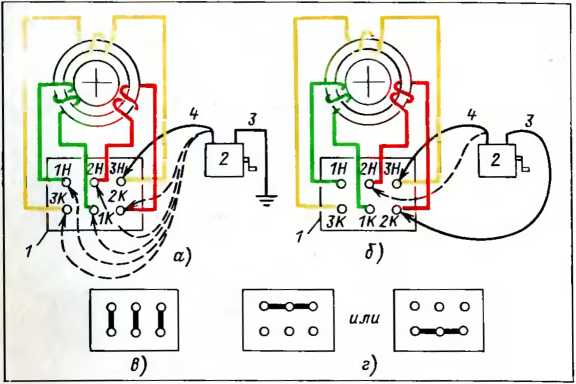 4 3
1Н 2Н 3Н 2
3К 1К 2К
1
а)
4 3
1Н 2Н 3Н 2
3К 1К 2К
1
б)
в)
или
г)